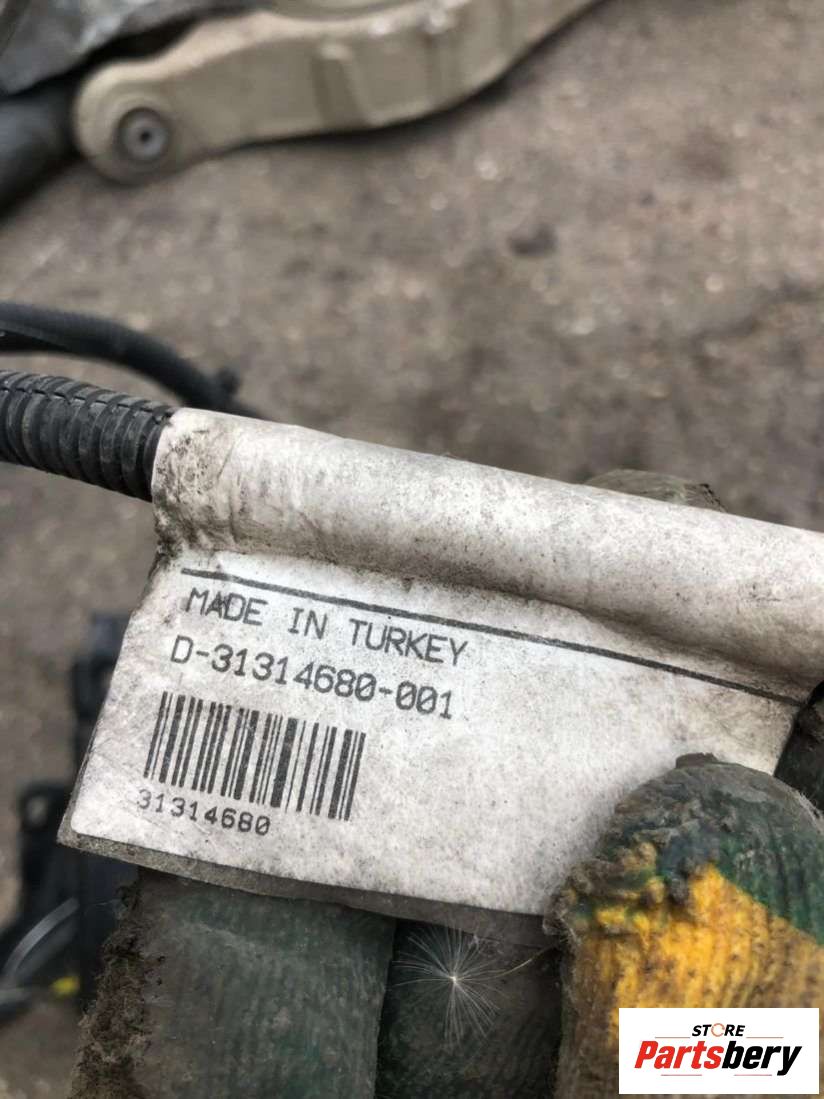 MADE IN TURKEY
D-31314680-001
31314680
STORE
Partsbery